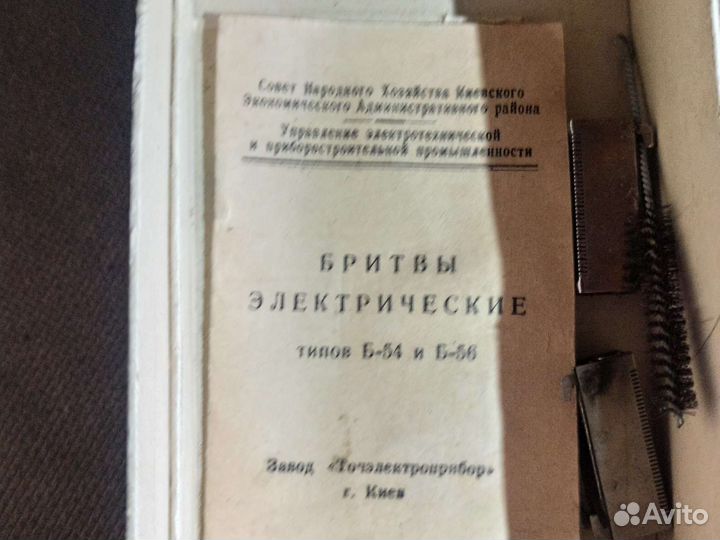 Совет Народного Хозяйства Киевского
Экономического Административного района
Управление электротехнической
и приборостроительной промышленности
БРИТВЫ
ЭЛЕКТРИЧЕСКИЕ
типов Б-54 и Б-56
Завод «Точэлектроприбор»
г. Киев
Avito